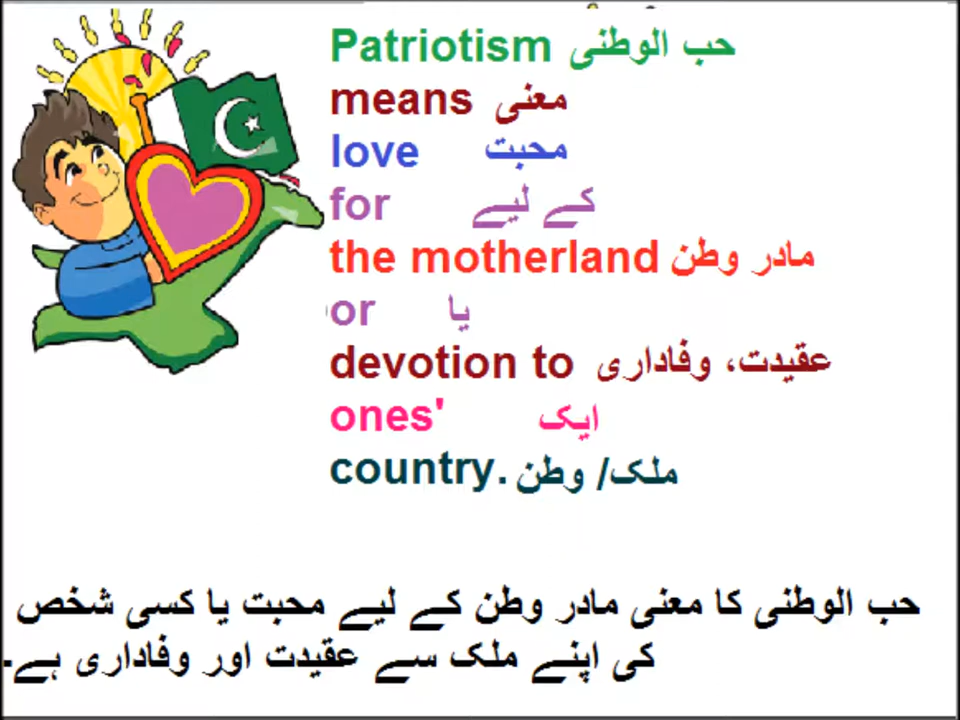 Patriotism حب الوطنی
means معنی
love محبت
for کے لیے
the motherland مادر وطن
or یا
devotion to عقیدت، وفاداری
ones' ایک
country. ملک/ وطن
حب الوطنی کا معنی مادر وطن کے لیے محبت یا کسی شخص
کی اپنے ملک سے عقیدت اور وفاداری ہے۔